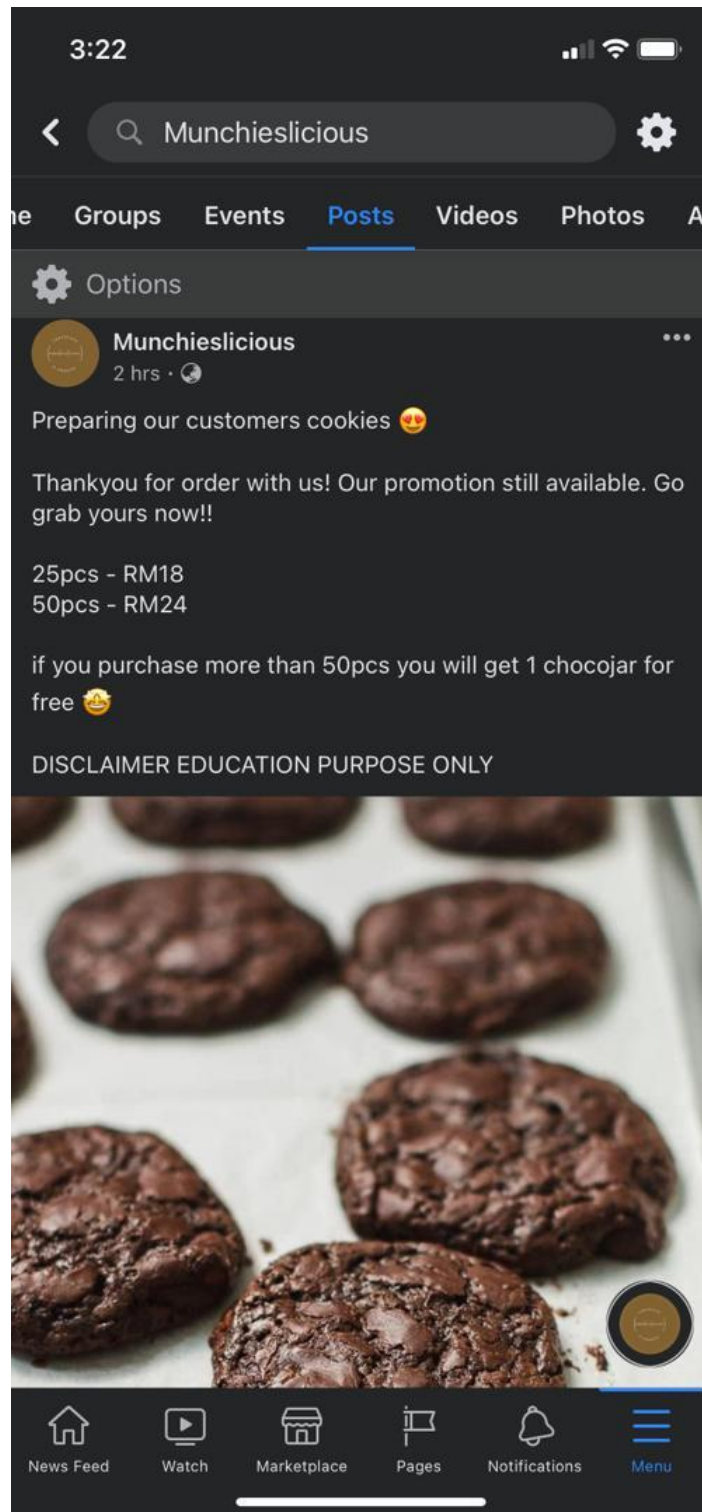 3:22
Munchieslicious
ne Groups Events Posts Videos Photos A
Options
Munchieslicious
2 hrs ·
Preparing our customers cookies 😍
Thankyou for order with us! Our promotion still available. Go
grab yours now!!
25pcs - RM18
50pcs - RM24
if you purchase more than 50pcs you will get 1 chocojar for
free 🤩
DISCLAIMER EDUCATION PURPOSE ONLY
News Feed Watch Marketplace Pages Notifications Menu